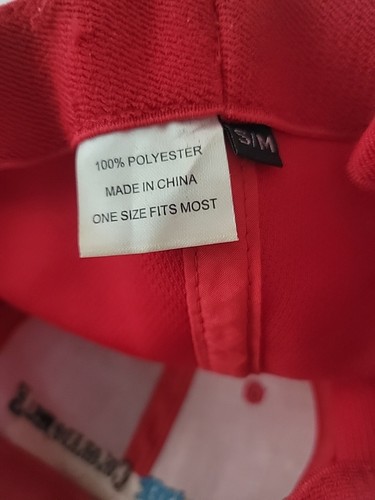 100% POLYESTER
MADE IN CHINA
ONE SIZE FITS MOST
S/M